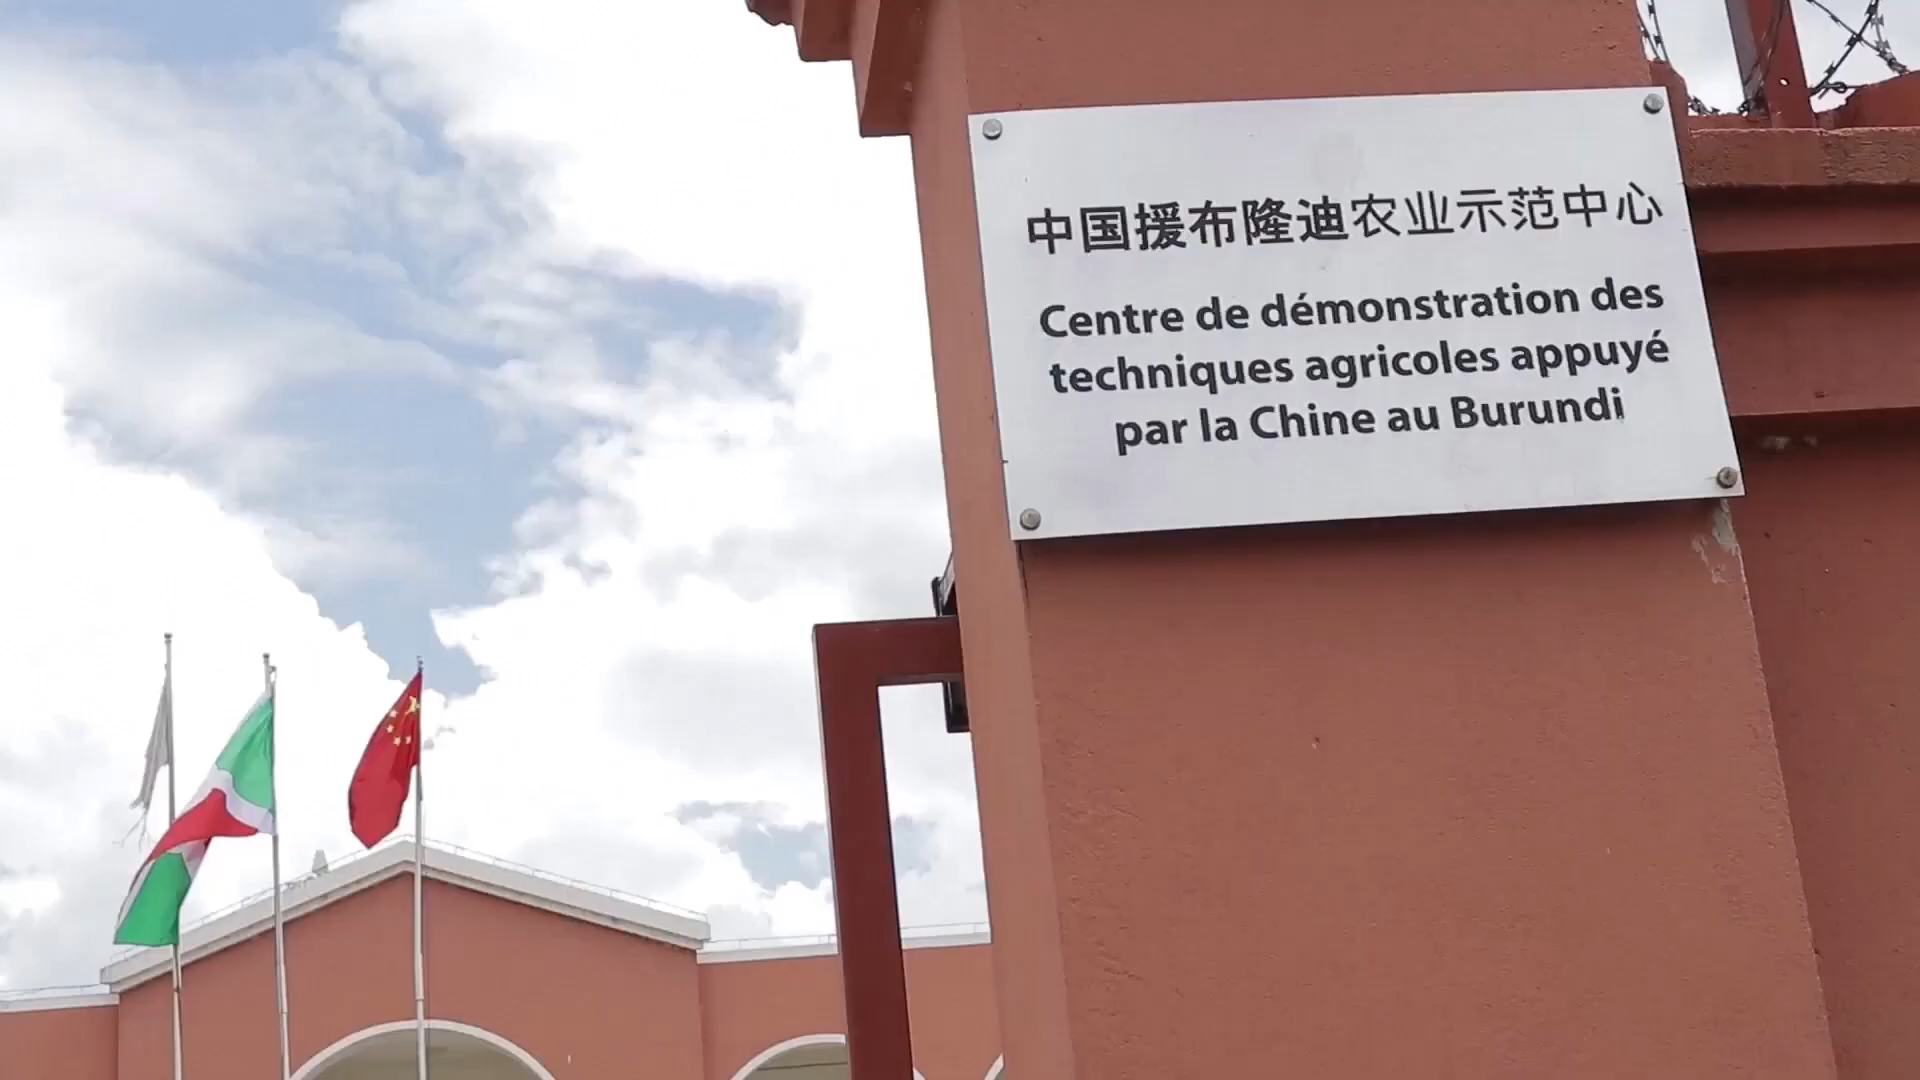 中国援布隆迪农业示范中心
Centre de démonstration des
techniques agricoles appuyé
par la Chine au Burundi